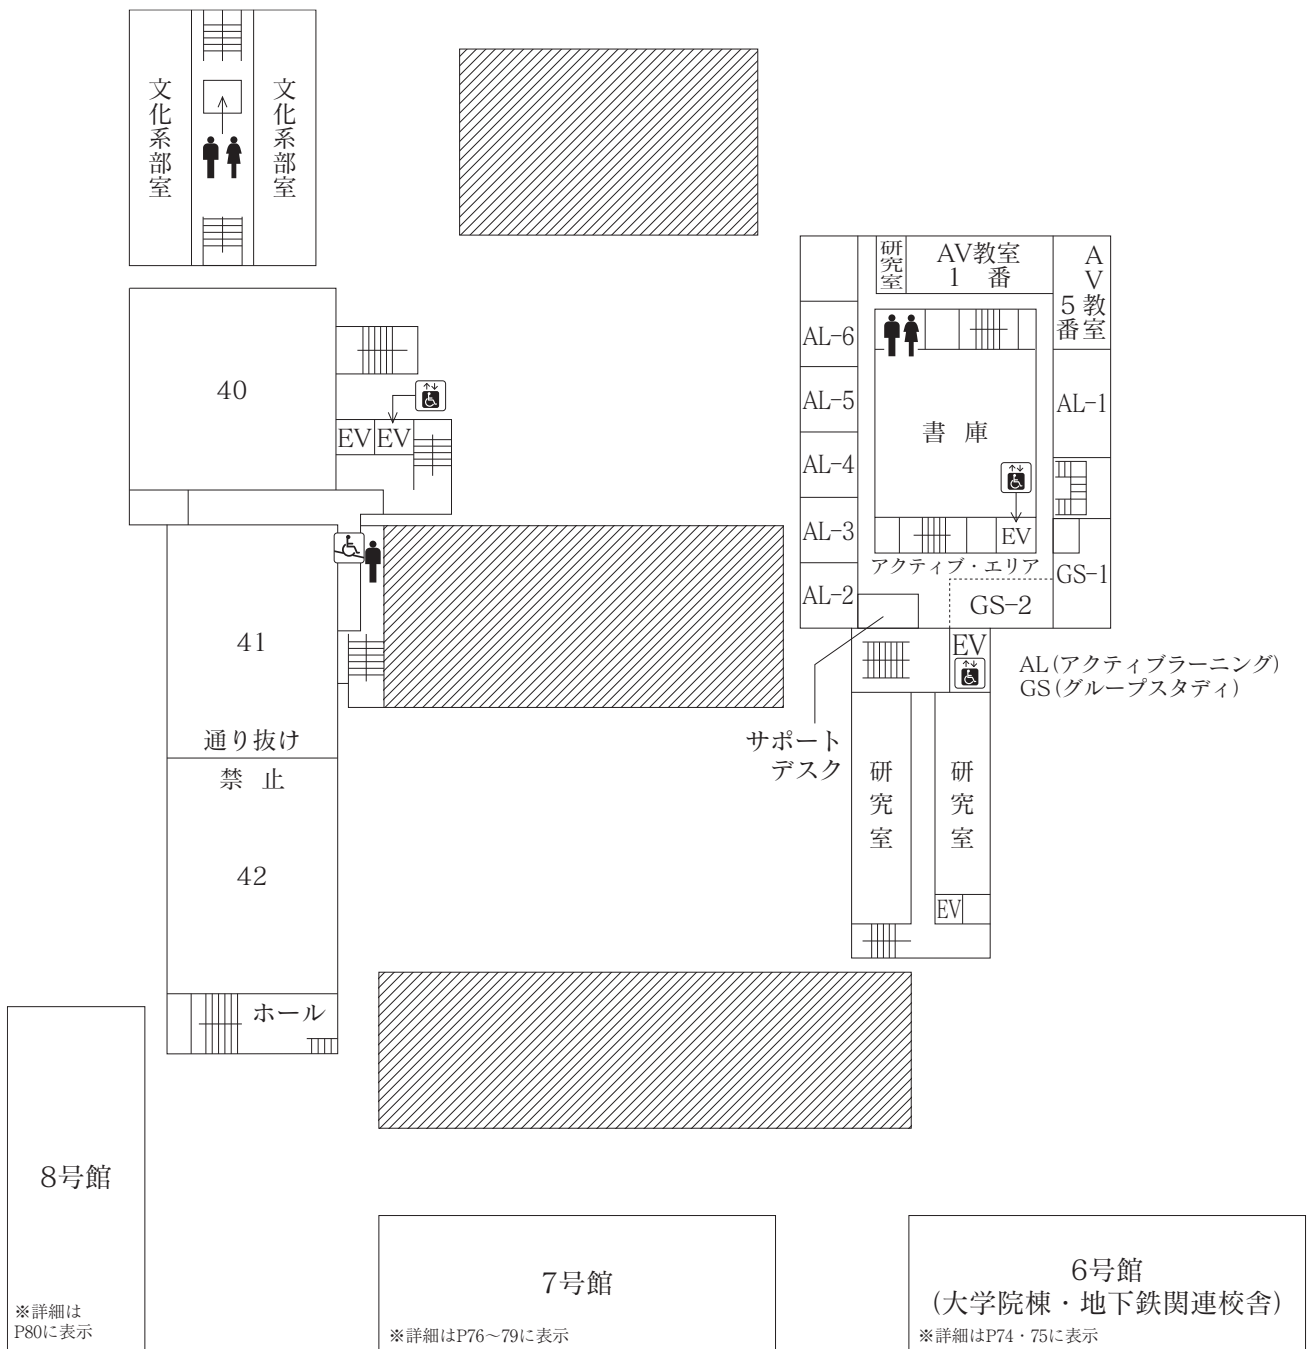 文化系部室
文化系部室
研究室
AV教室
1 番
AV教室
5番
AL-6
AL-5
AL-4
AL-3
AL-2
書 庫
AL-1
EV
アクティブ・エリア
GS-1
GS-2
EV
AL(アクティブラーニング)
GS(グループスタディ)
サポート
デスク
研究室
研究室
EV
40
EV
EV
41
通り抜け
禁 止
42
ホール
8号館
※詳細は
P80に表示
7号館
※詳細はP76～79に表示
6号館
(大学院棟・地下鉄関連校舎)
※詳細はP74・75に表示